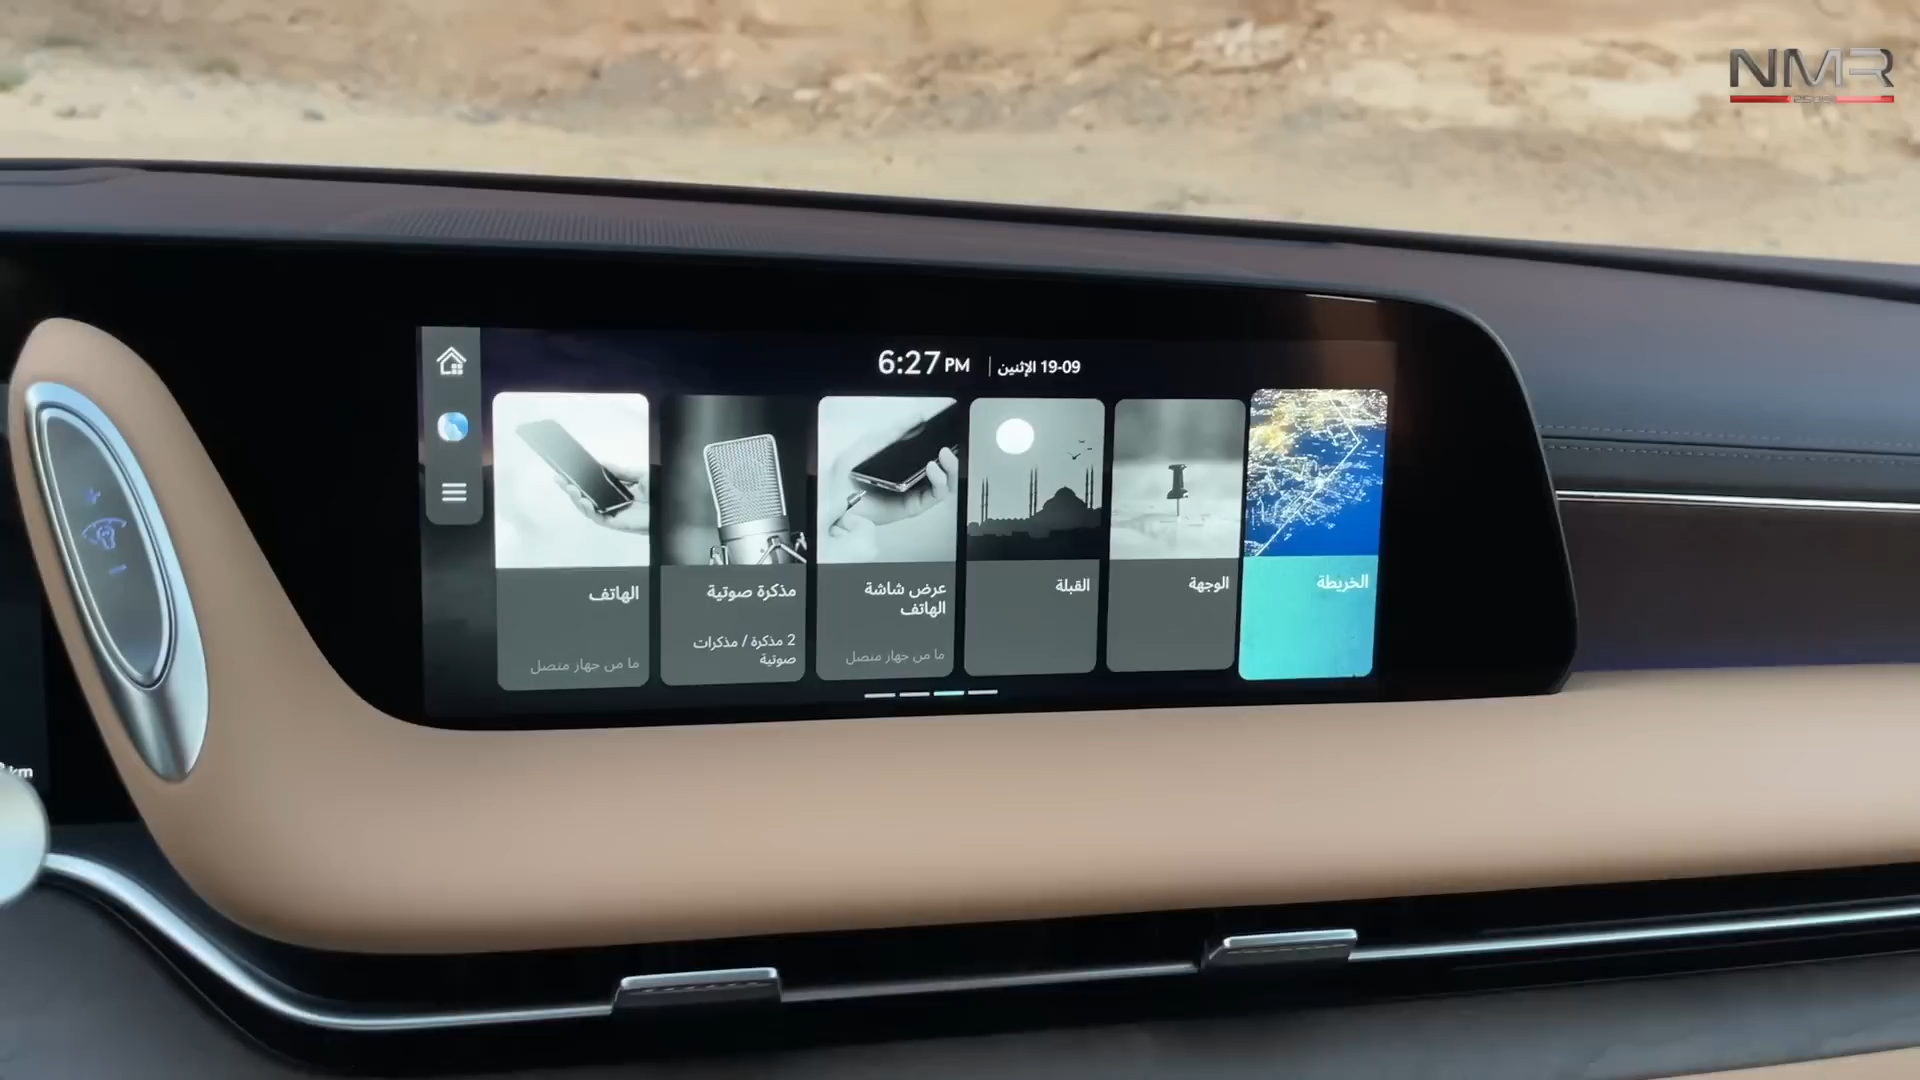 NMR
6:27 PM
19-09 الإثنين
الخريطة
الوجهة
القبلة
عرض شاشة
الهاتف
ما من جهاز متصل
مذكرة صوتية
2 مذكرة / مذكرات
صوتية
الهاتف
ما من جهاز متصل
km